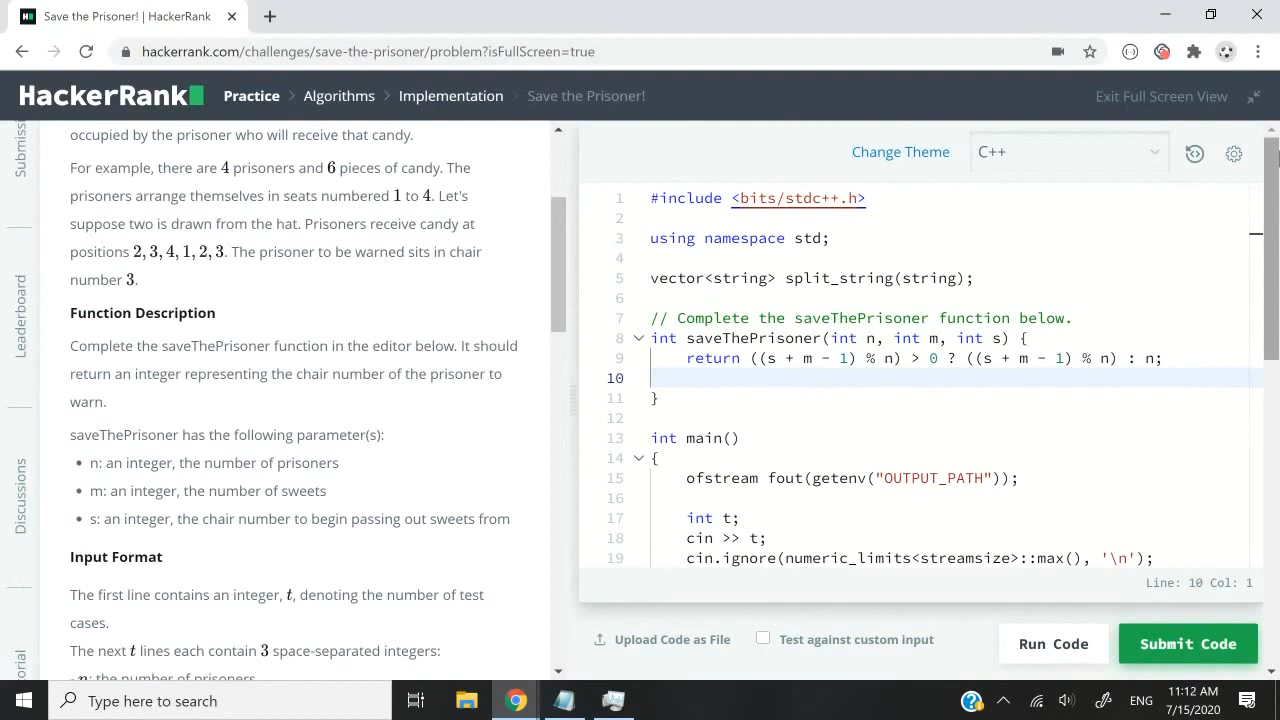 Save the Prisoner! | HackerRank
hackerrank.com/challenges/save-the-prisoner/problem?isFullScreen=true
HackerRank
Practice > Algorithms > Implementation > Save the Prisoner!
Exit Full Screen View
Leaderboard
Discussions
occupied by the prisoner who will receive that candy.
For example, there are 4 prisoners and 6 pieces of candy. The
prisoners arrange themselves in seats numbered 1 to 4. Let's
suppose two is drawn from the hat. Prisoners receive candy at
positions 2, 3, 4, 1, 2, 3. The prisoner to be warned sits in chair
number 3.
Function Description
Complete the saveThePrisoner function in the editor below. It should
return an integer representing the chair number of the prisoner to
warn.
saveThePrisoner has the following parameter(s):
• n: an integer, the number of prisoners
• m: an integer, the number of sweets
• s: an integer, the chair number to begin passing out sweets from
Input Format
The first line contains an integer, t, denoting the number of test
cases.
The next t lines each contain 3 space-separated integers:
- n: the number of prisoners
Change Theme
C++
1 #include <bits/stdc++.h>
2
3 using namespace std;
4
5 vector<string> split_string(string);
6
7 // Complete the saveThePrisoner function below.
8 int saveThePrisoner(int n, int m, int s) {
9 return ((s + m - 1) % n) > 0 ? ((s + m - 1) % n) : n;
10
11 }
12
13 int main()
14 {
15 ofstream fout(getenv("OUTPUT_PATH"));
16
17 int t;
18 cin >> t;
19 cin.ignore(numeric_limits<streamsize>::max(), '\n');
Line: 10 Col: 1
Upload Code as File
Test against custom input
Run Code
Submit Code
Type here to search
ENG
11:12 AM
7/15/2020